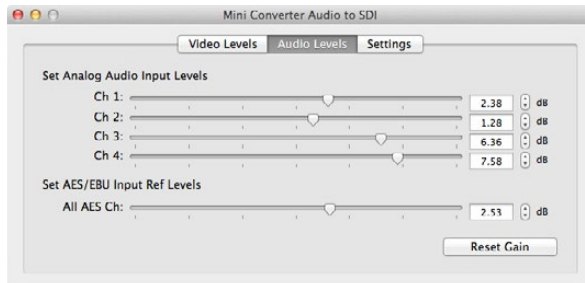 Mini Converter Audio to SDI
Video Levels Audio Levels Settings
Set Analog Audio Input Levels
Ch 1: 2.38 dB
Ch 2: 1.28 dB
Ch 3: 6.36 dB
Ch 4: 7.58 dB
Set AES/EBU Input Ref Levels
All AES Ch: 2.53 dB
Reset Gain